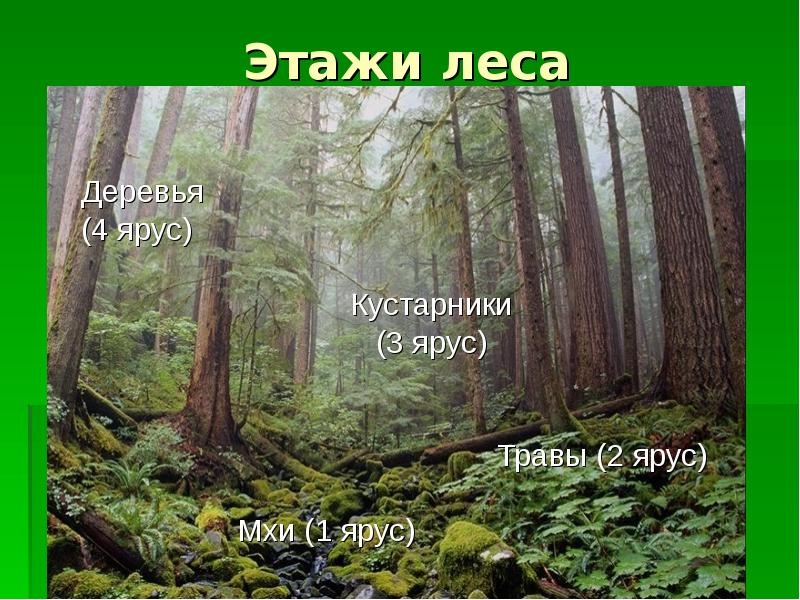 Этажи леса
Деревья
(4 ярус)
Кустарники
(3 ярус)
Травы (2 ярус)
Мхи (1 ярус)